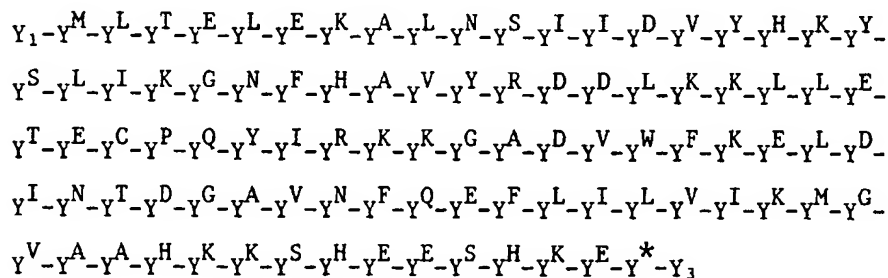 Y₁-Yᴹ-Yᴸ-Yᵀ-Yᴱ-Yᴸ-Yᴱ-Yᴷ-Yᴬ-Yᴸ-Yᴺ-Yˢ-Yᴵ-Yᴵ-Yᴰ-Yⱽ-Yʸ-Yᴴ-Yᴷ-Yʸ-
Yˢ-Yᴸ-Yᴵ-Yᴷ-Yᴳ-Yᴺ-Yᶠ-Yᴴ-Yᴬ-Yⱽ-Yʸ-Yᴿ-Yᴰ-Yᴰ-Yᴸ-Yᴷ-Yᴷ-Yᴸ-Yᴸ-Yᴱ-
Yᵀ-Yᴱ-Yᶜ-Yᴾ-YQ-Yʸ-Yᴵ-Yᴿ-Yᴷ-Yᴷ-Yᴳ-Yᴬ-Yᴰ-Yⱽ-Yᵂ-Yᶠ-Yᴷ-Yᴱ-Yᴸ-Yᴰ-
Yᴵ-Yᴺ-Yᵀ-Yᴰ-Yᴳ-Yᴬ-Yⱽ-Yᴺ-Yᶠ-YQ-Yᴱ-Yᶠ-Yᴸ-Yᴵ-Yᴸ-Yⱽ-Yᴵ-Yᴷ-Yᴹ-Yᴳ-
Yⱽ-Yᴬ-Yᴬ-Yᴴ-Yᴷ-Yᴷ-Yˢ-Yᴴ-Yᴱ-Yᴱ-Yˢ-Yᴴ-Yᴷ-Yᴱ-Y*-Y₃